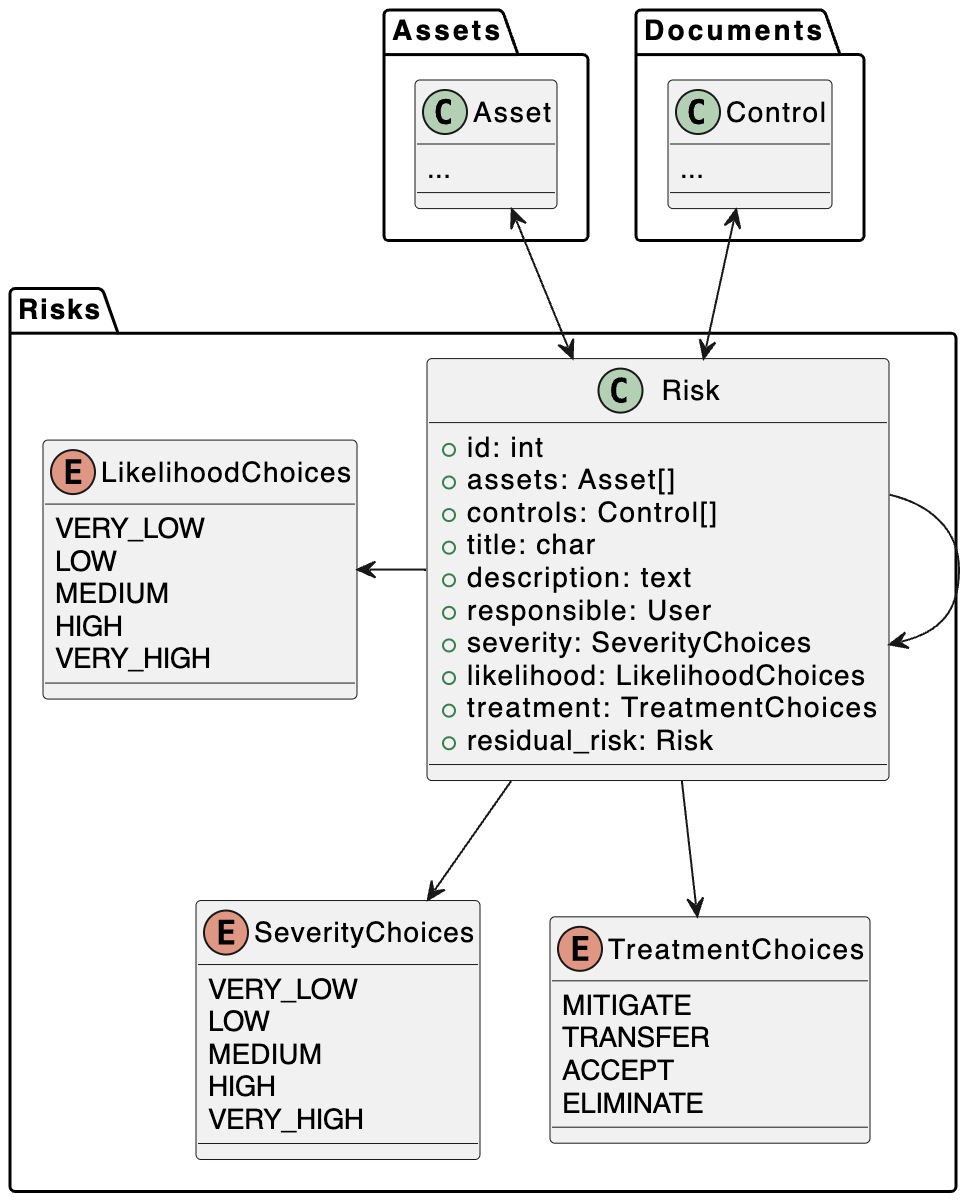 Assets
Documents
C Asset
...
C Control
...
Risks
C Risk
id: int
assets: Asset[]
controls: Control[]
title: char
description: text
responsible: User
severity: SeverityChoices
likelihood: LikelihoodChoices
treatment: TreatmentChoices
residual_risk: Risk
E LikelihoodChoices
VERY_LOW
LOW
MEDIUM
HIGH
VERY_HIGH
E SeverityChoices
VERY_LOW
LOW
MEDIUM
HIGH
VERY_HIGH
E TreatmentChoices
MITIGATE
TRANSFER
ACCEPT
ELIMINATE